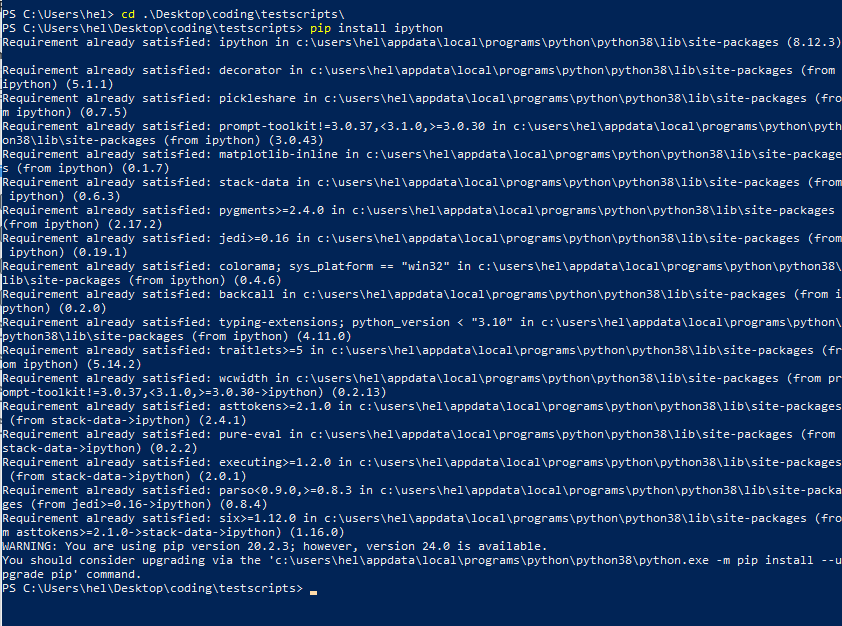 PS C:\Users\hel> cd .\Desktop\coding\testscripts\
PS C:\Users\hel\Desktop\coding\testscripts> pip install ipython
Requirement already satisfied: ipython in c:\users\hel\appdata\local\programs\python\python38\lib\site-packages (8.12.3)
Requirement already satisfied: decorator in c:\users\hel\appdata\local\programs\python\python38\lib\site-packages (from
ipython) (5.1.1)
Requirement already satisfied: pickleshare in c:\users\hel\appdata\local\programs\python\python38\lib\site-packages (fro
m ipython) (0.7.5)
Requirement already satisfied: prompt-toolkit!=3.0.37,<3.1.0,>=3.0.30 in c:\users\hel\appdata\local\programs\python\pyth
on38\lib\site-packages (from ipython) (3.0.43)
Requirement already satisfied: matplotlib-inline in c:\users\hel\appdata\local\programs\python\python38\lib\site-package
s (from ipython) (0.1.7)
Requirement already satisfied: stack-data in c:\users\hel\appdata\local\programs\python\python38\lib\site-packages (from
 ipython) (0.6.3)
Requirement already satisfied: pygments>=2.4.0 in c:\users\hel\appdata\local\programs\python\python38\lib\site-packages
(from ipython) (2.17.2)
Requirement already satisfied: jedi>=0.16 in c:\users\hel\appdata\local\programs\python\python38\lib\site-packages (from
 ipython) (0.19.1)
Requirement already satisfied: colorama; sys_platform == "win32" in c:\users\hel\appdata\local\programs\python\python38\
lib\site-packages (from ipython) (0.4.6)
Requirement already satisfied: backcall in c:\users\hel\appdata\local\programs\python\python38\lib\site-packages (from i
python) (0.2.0)
Requirement already satisfied: typing-extensions; python_version < "3.10" in c:\users\hel\appdata\local\programs\python\
python38\lib\site-packages (from ipython) (4.11.0)
Requirement already satisfied: traitlets>=5 in c:\users\hel\appdata\local\programs\python\python38\lib\site-packages (fr
om ipython) (5.14.2)
Requirement already satisfied: wcwidth in c:\users\hel\appdata\local\programs\python\python38\lib\site-packages (from pr
ompt-toolkit!=3.0.37,<3.1.0,>=3.0.30->ipython) (0.2.13)
Requirement already satisfied: asttokens>=2.1.0 in c:\users\hel\appdata\local\programs\python\python38\lib\site-packages
 (from stack-data->ipython) (2.4.1)
Requirement already satisfied: pure-eval in c:\users\hel\appdata\local\programs\python\python38\lib\site-packages (from
stack-data->ipython) (0.2.2)
Requirement already satisfied: executing>=1.2.0 in c:\users\hel\appdata\local\programs\python\python38\lib\site-packages
 (from stack-data->ipython) (2.0.1)
Requirement already satisfied: parso<0.9.0,>=0.8.3 in c:\users\hel\appdata\local\programs\python\python38\lib\site-packa
ges (from jedi>=0.16->ipython) (0.8.4)
Requirement already satisfied: six>=1.12.0 in c:\users\hel\appdata\local\programs\python\python38\lib\site-packages (fro
m asttokens>=2.1.0->stack-data->ipython) (1.16.0)
WARNING: You are using pip version 20.2.3; however, version 24.0 is available.
You should consider upgrading via the 'c:\users\hel\appdata\local\programs\python\python38\python.exe -m pip install --u
pgrade pip' command.
PS C:\Users\hel\Desktop\coding\testscripts>